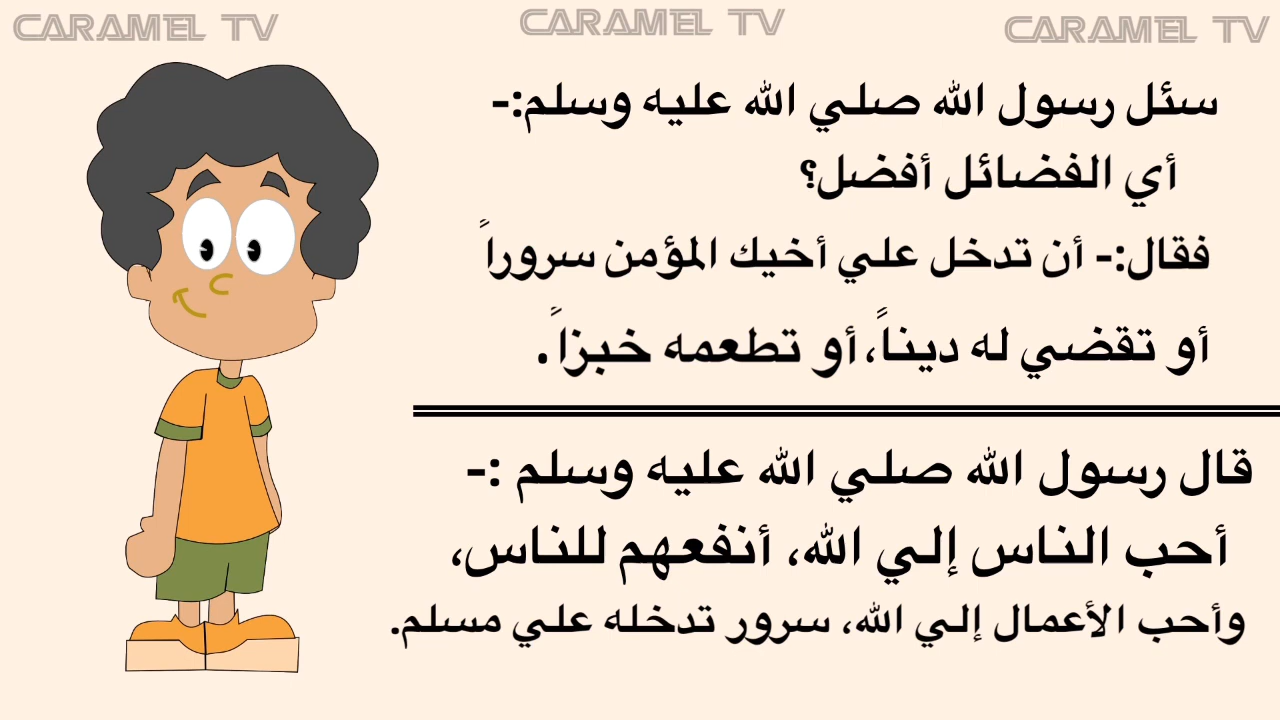 CARAMEL TV CARAMEL TV CARAMEL TV
سئل رسول الله صلي الله عليه وسلم:-
أي الفضائل أفضل؟
فقال:- أن تدخل علي أخيك المؤمن سروراً
أو تقضي له ديناً، أو تطعمه خبزاً.
قال رسول الله صلي الله عليه وسلم :-
أحب الناس إلي الله، أنفعهم للناس،
وأحب الأعمال إلي الله، سرور تدخله علي مسلم.